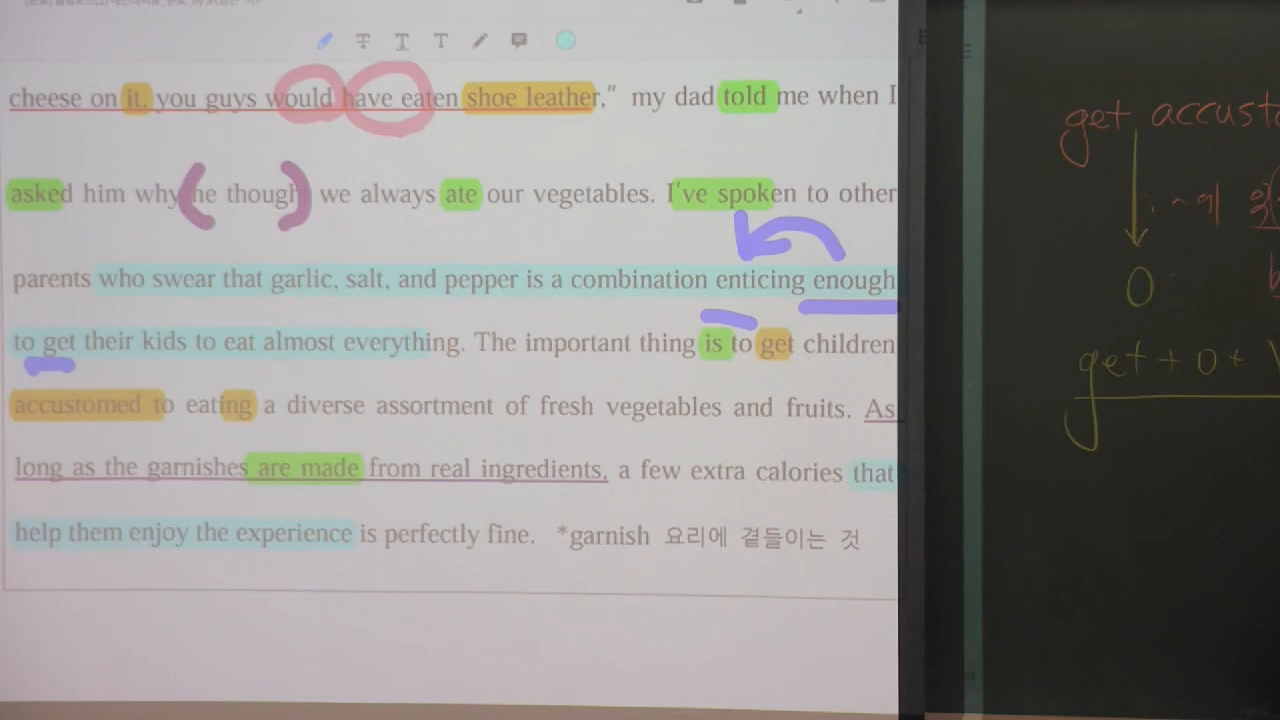 cheese on it, you guys would have eaten shoe leather," my dad told me when I
asked him why he though we always ate our vegetables. I've spoken to other
parents who swear that garlic, salt, and pepper is a combination enticing enough
to get their kids to eat almost everything. The important thing is to get children
accustomed to eating a diverse assortment of fresh vegetables and fruits. As
long as the garnishes are made from real ingredients, a few extra calories that
help them enjoy the experience is perfectly fine. *garnish 요리에 곁들이는 것
get accusto
~에
O
get + O +